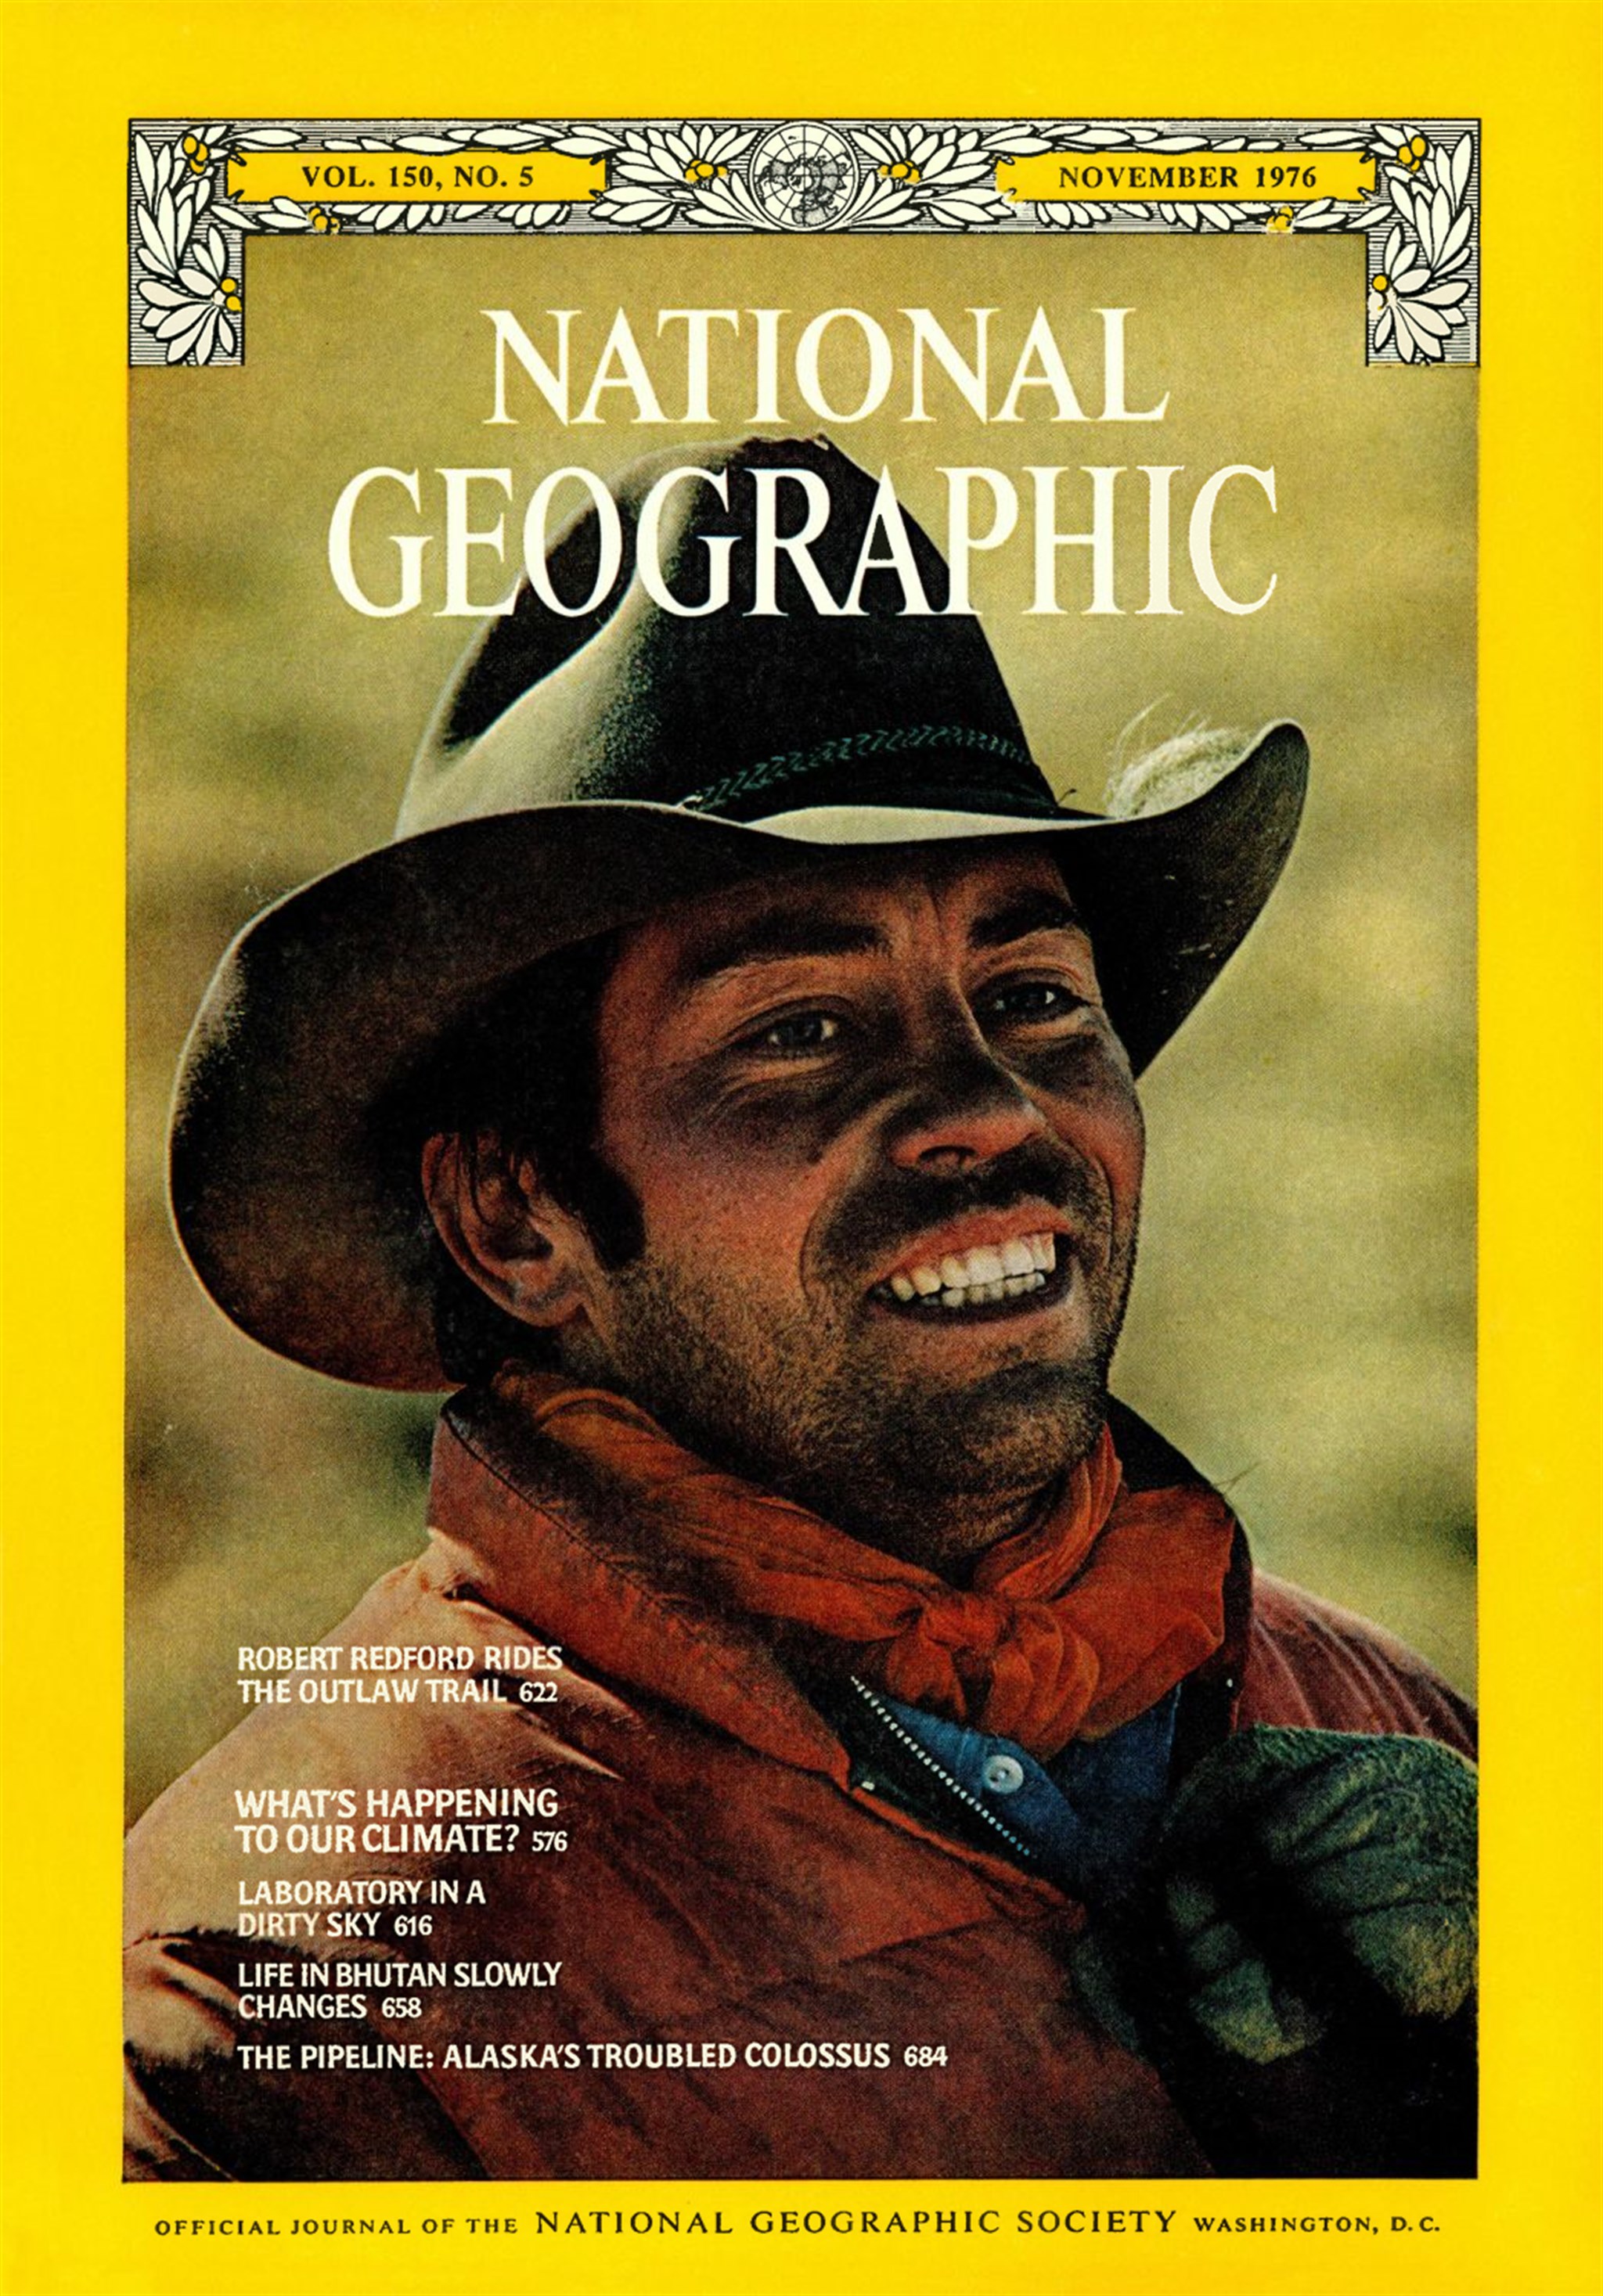 VOL. 150, NO. 5
NOVEMBER 1976
NATIONAL
GEOGRAPHIC
ROBERT REDFORD RIDES
THE OUTLAW TRAIL 622
WHAT'S HAPPENING
TO OUR CLIMATE? 576
LABORATORY IN A
DIRTY SKY 616
LIFE IN BHUTAN SLOWLY
CHANGES 658
THE PIPELINE: ALASKA'S TROUBLED COLOSSUS 684
OFFICIAL JOURNAL OF THE NATIONAL GEOGRAPHIC SOCIETY WASHINGTON, D.C.